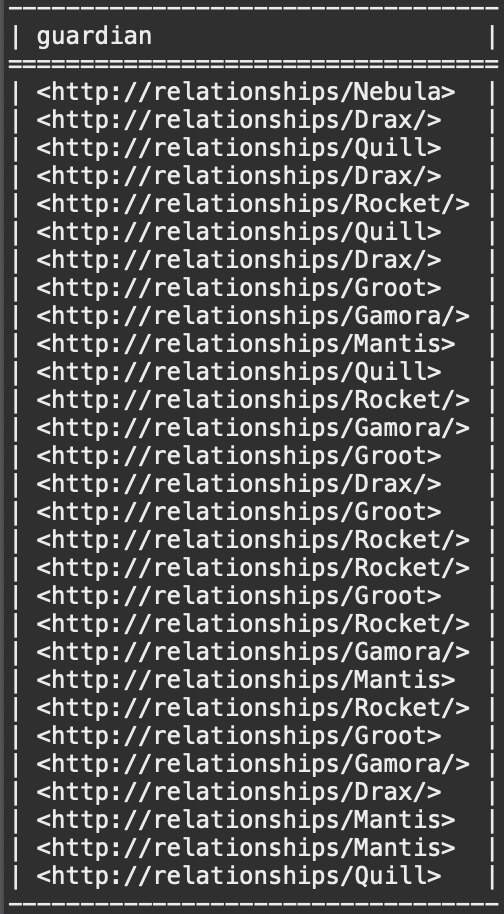 ---------------------------------
| guardian                      |
=================================
| <http://relationships/Nebula>  |
| <http://relationships/Drax/>   |
| <http://relationships/Quill>   |
| <http://relationships/Drax/>   |
| <http://relationships/Rocket/> |
| <http://relationships/Quill>   |
| <http://relationships/Drax/>   |
| <http://relationships/Groot>   |
| <http://relationships/Gamora/> |
| <http://relationships/Mantis>  |
| <http://relationships/Quill>   |
| <http://relationships/Rocket/> |
| <http://relationships/Gamora/> |
| <http://relationships/Groot>   |
| <http://relationships/Drax/>   |
| <http://relationships/Groot>   |
| <http://relationships/Rocket/> |
| <http://relationships/Rocket/> |
| <http://relationships/Groot>   |
| <http://relationships/Rocket/> |
| <http://relationships/Gamora/> |
| <http://relationships/Mantis>  |
| <http://relationships/Rocket/> |
| <http://relationships/Groot>   |
| <http://relationships/Gamora/> |
| <http://relationships/Drax/>   |
| <http://relationships/Mantis>  |
| <http://relationships/Mantis>  |
| <http://relationships/Quill>   |
---------------------------------